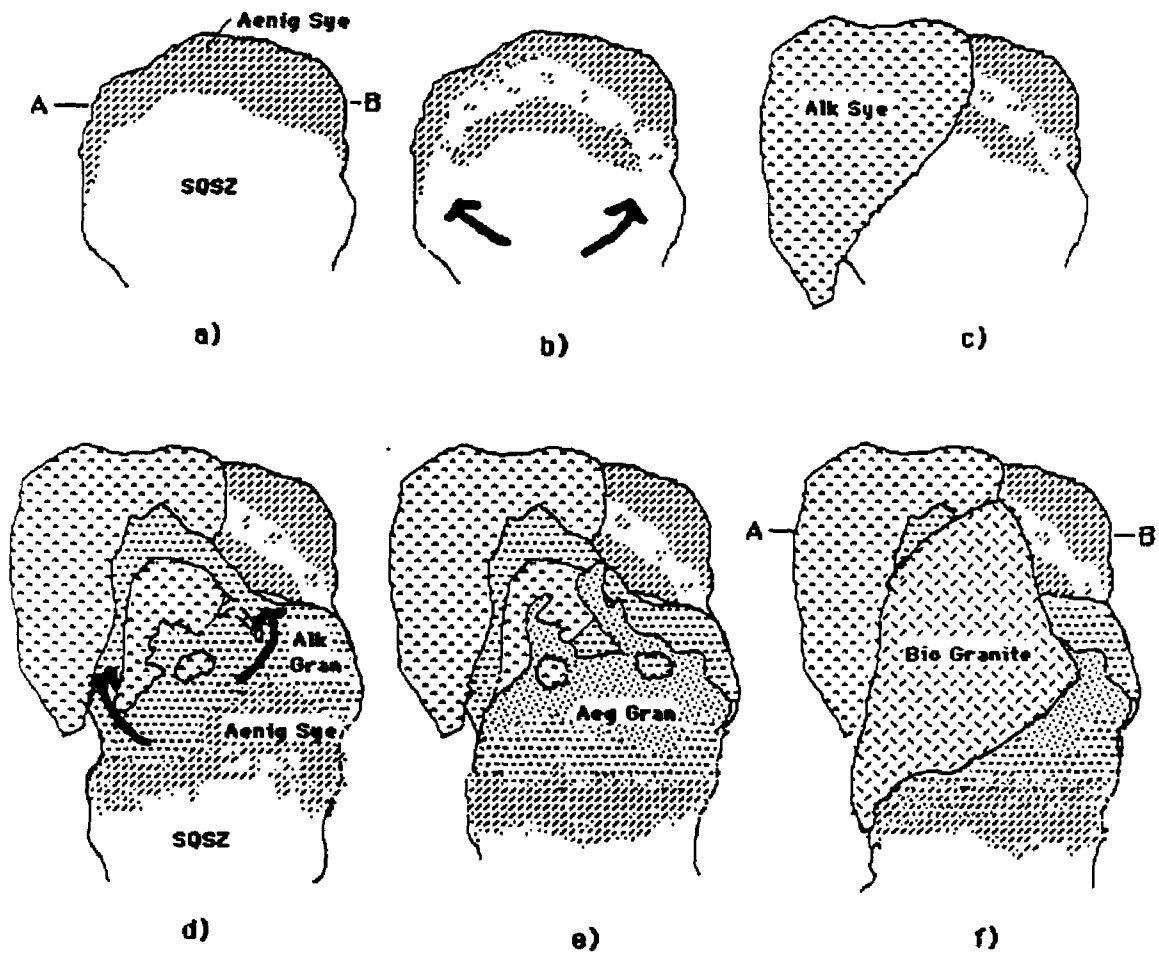 Aenig Sye
A
B
SQSZ
a)
b)
Alk Sye
c)
Alk
Gran
Aenig Sye
SQSZ
d)
Aeg Gran
e)
A
B
Bio Granite
f)